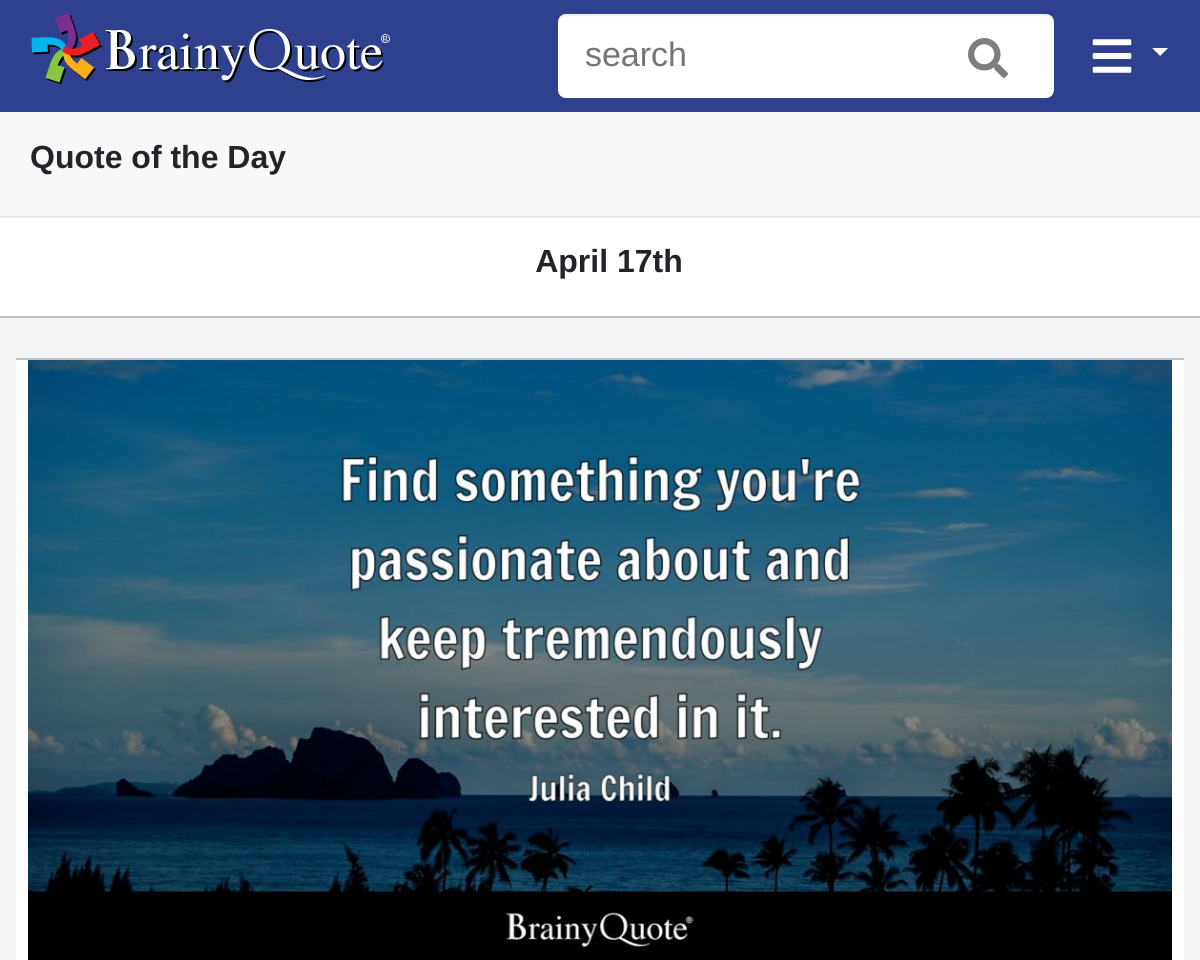 BrainyQuote®
search
Quote of the Day
April 17th
Find something you're
passionate about and
keep tremendously
interested in it.
Julia Child
BrainyQuote®